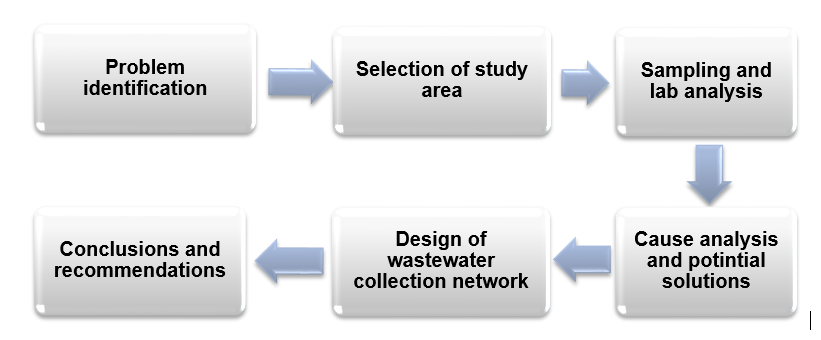 Problem
identification
Selection of study
area
Sampling and
lab analysis
Cause analysis
and potintial
solutions
Design of
wastewater
collection network
Conclusions and
recommendations